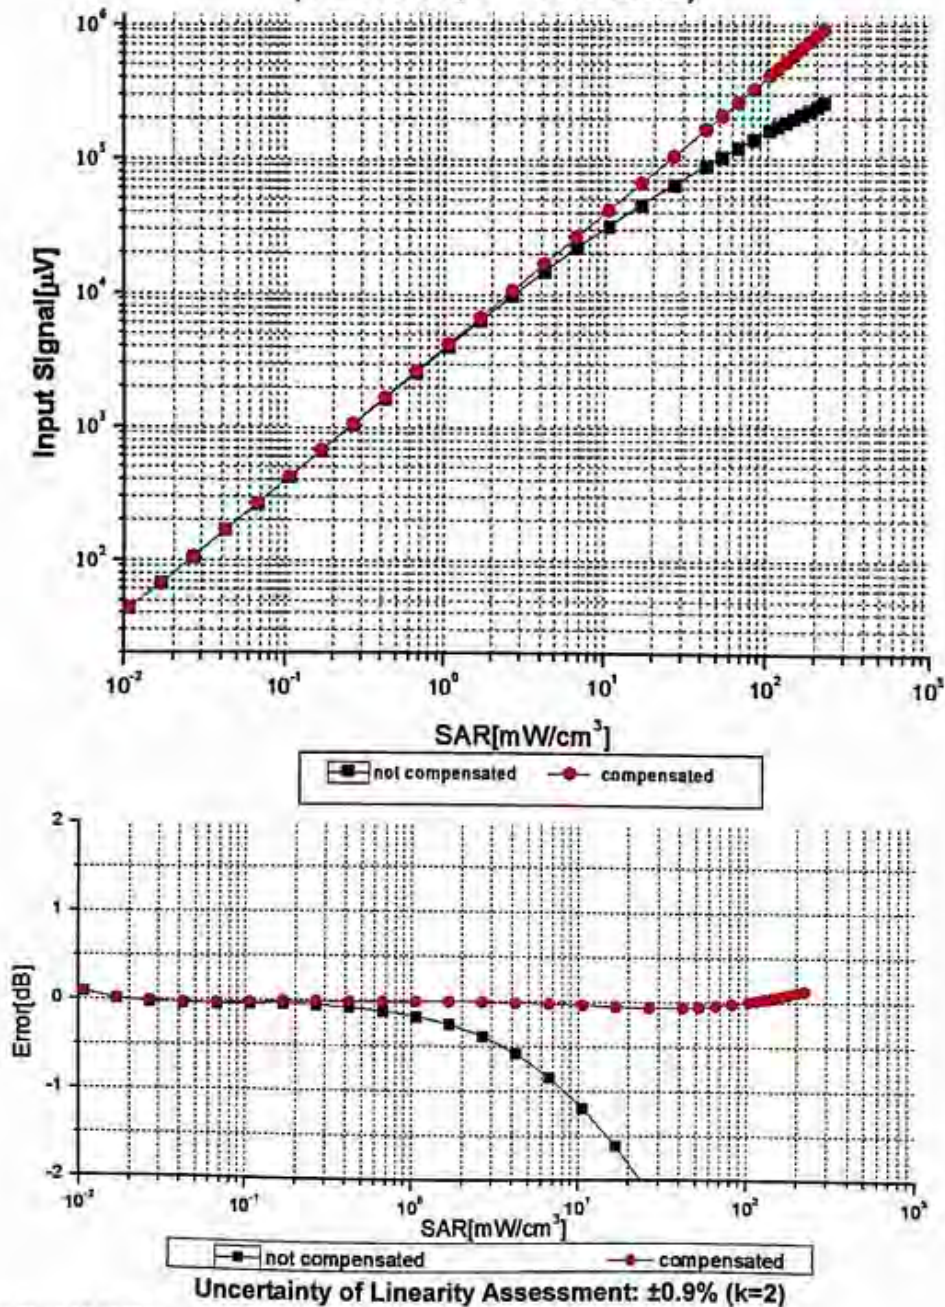 10⁶
10⁵
10⁴
10³
10²
Input Signal[µV]
10⁻² 10⁻¹ 10⁰ 10¹ 10² 10³
SAR[mW/cm³]
not compensated compensated
2
1
0
-1
-2
Error[dB]
10⁻² 10⁻¹ 10⁰ 10¹ 10²
SAR[mW/cm³]
not compensated compensated
Uncertainty of Linearity Assessment: ±0.9% (k=2)